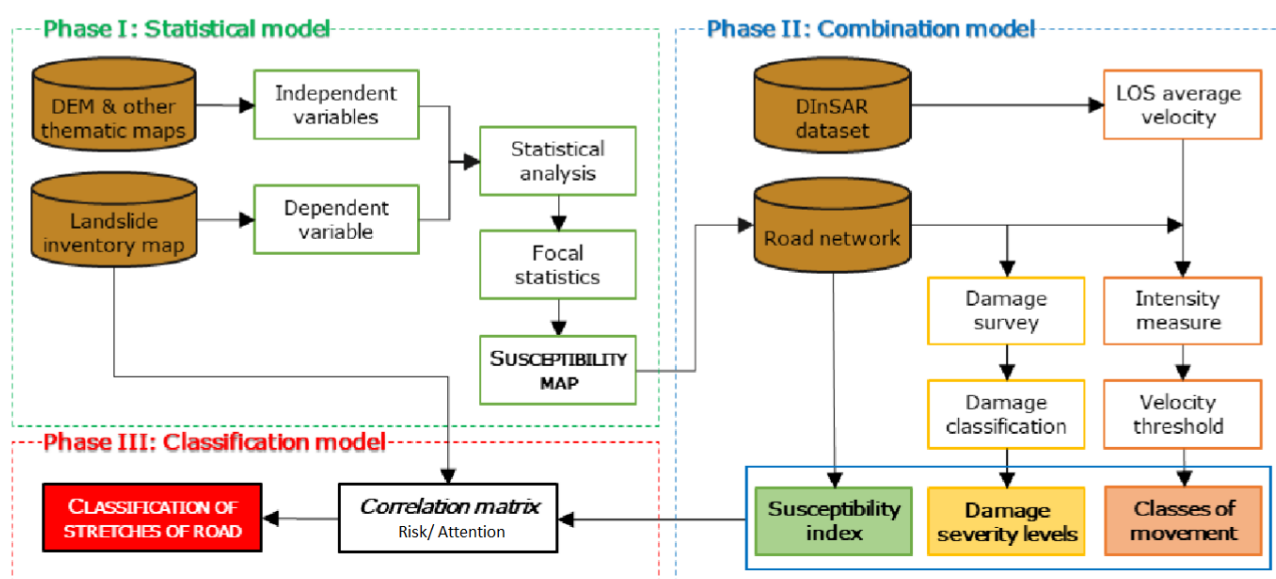 Phase I: Statistical model
DEM & other
thematic maps
Independent
variables
Landslide
inventory map
Dependent
variable
Statistical
analysis
Focal
statistics
SUSCEPTIBILITY
MAP
Phase II: Combination model
DInSAR
dataset
LOS average
velocity
Road network
Damage
survey
Intensity
measure
Damage
classification
Velocity
threshold
Susceptibility
index
Damage
severity levels
Classes of
movement
Phase III: Classification model
CLASSIFICATION OF
STRETCHES OF ROAD
Correlation matrix
Risk/ Attention